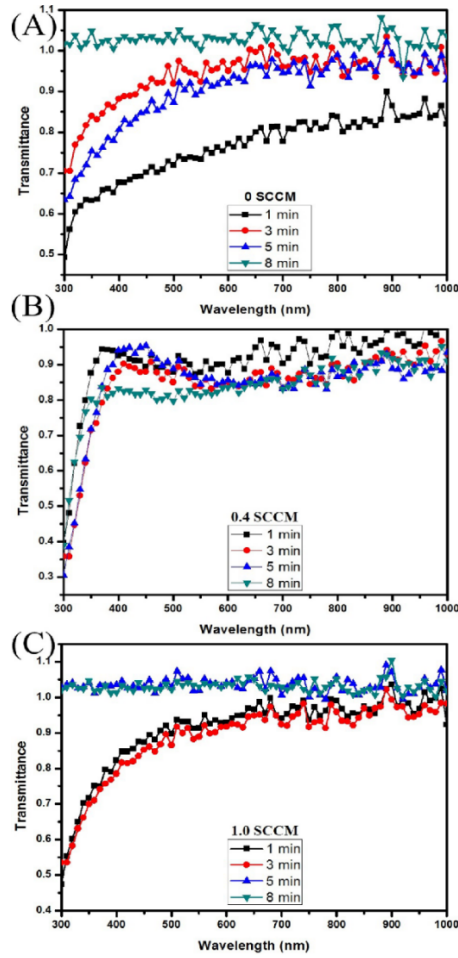 (A)
1.1
1.0
0.9
0.8
0.7
0.6
0.5
Transmittance
0 SCCM
1 min
3 min
5 min
8 min
300 400 500 600 700 800 900 1000
Wavelength (nm)
(B)
1.0
0.9
0.8
0.7
0.6
0.5
0.4
0.3
Transmittance
0.4 SCCM
1 min
3 min
5 min
8 min
300 400 500 600 700 800 900 1000
Wavelength (nm)
(C)
1.1
1.0
0.9
0.8
0.7
0.6
0.5
0.4
Transmittance
1.0 SCCM
1 min
3 min
5 min
8 min
300 400 500 600 700 800 900 1000
Wavelength (nm)